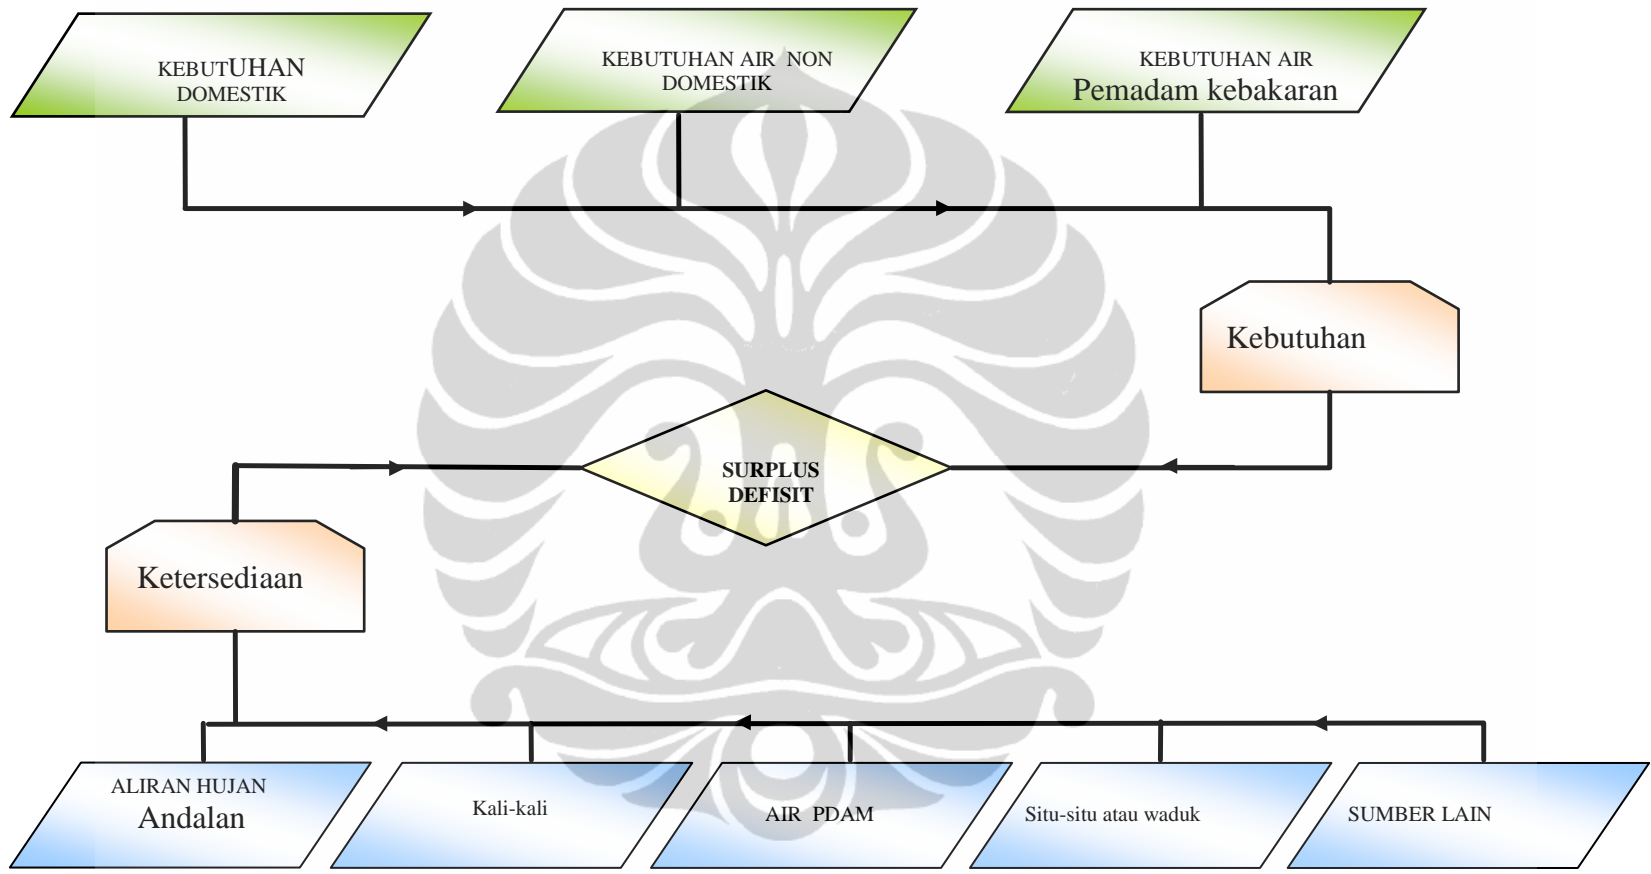 KEBUTUHAN
DOMESTIK
KEBUTUHAN AIR NON
DOMESTIK
KEBUTUHAN AIR
Pemadam kebakaran
Kebutuhan
SURPLUS
DEFISIT
Ketersediaan
ALIRAN HUJAN
Andalan
Kali-kali
AIR PDAM
Situ-situ atau waduk
SUMBER LAIN